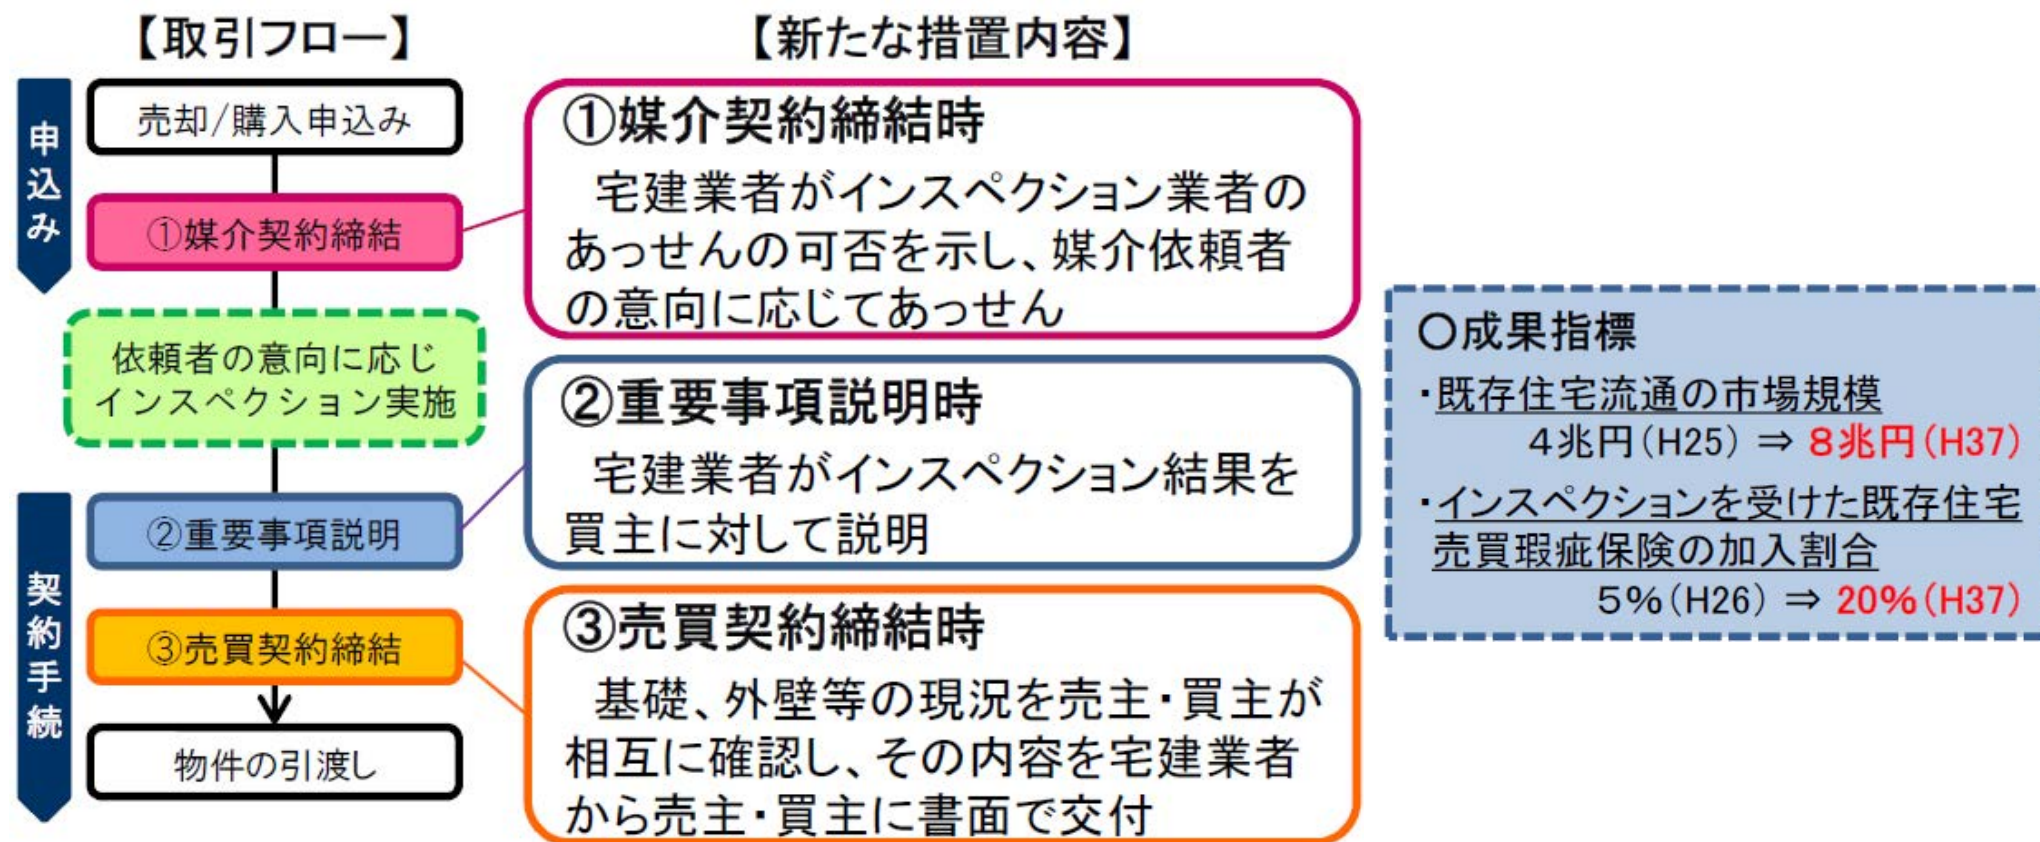 【取引フロー】
申込み
売却/購入申込み
①媒介契約締結
依頼者の意向に応じ
インスペクション実施
契約手続
②重要事項説明
③売買契約締結
物件の引渡し
【新たな措置内容】
①媒介契約締結時
宅建業者がインスペクション業者の
あっせんの可否を示し、媒介依頼者
の意向に応じてあっせん
②重要事項説明時
宅建業者がインスペクション結果を
買主に対して説明
③売買契約締結時
基礎、外壁等の現況を売主・買主が
相互に確認し、その内容を宅建業者
から売主・買主に書面で交付
〇成果指標
・既存住宅流通の市場規模
4兆円(H25) ⇒ 8兆円(H37)
・インスペクションを受けた既存住宅
売買瑕疵保険の加入割合
5%(H26) ⇒ 20%(H37)